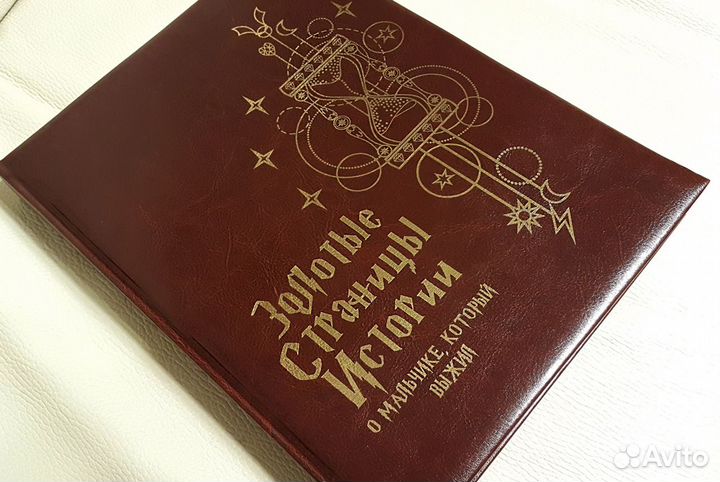 Золотые
Страницы
Истории
о мальчике, который
выжил
Avito